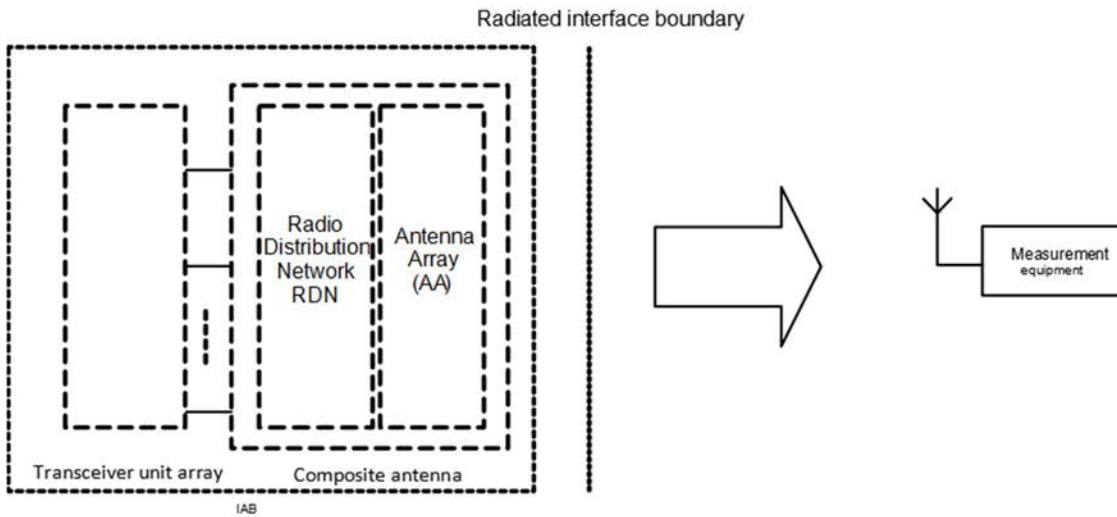 Radiated interface boundary
Radio
Distribution
Network
RDN
Antenna
Array
(AA)
Measurement
equipment
Transceiver unit array
Composite antenna
IAB